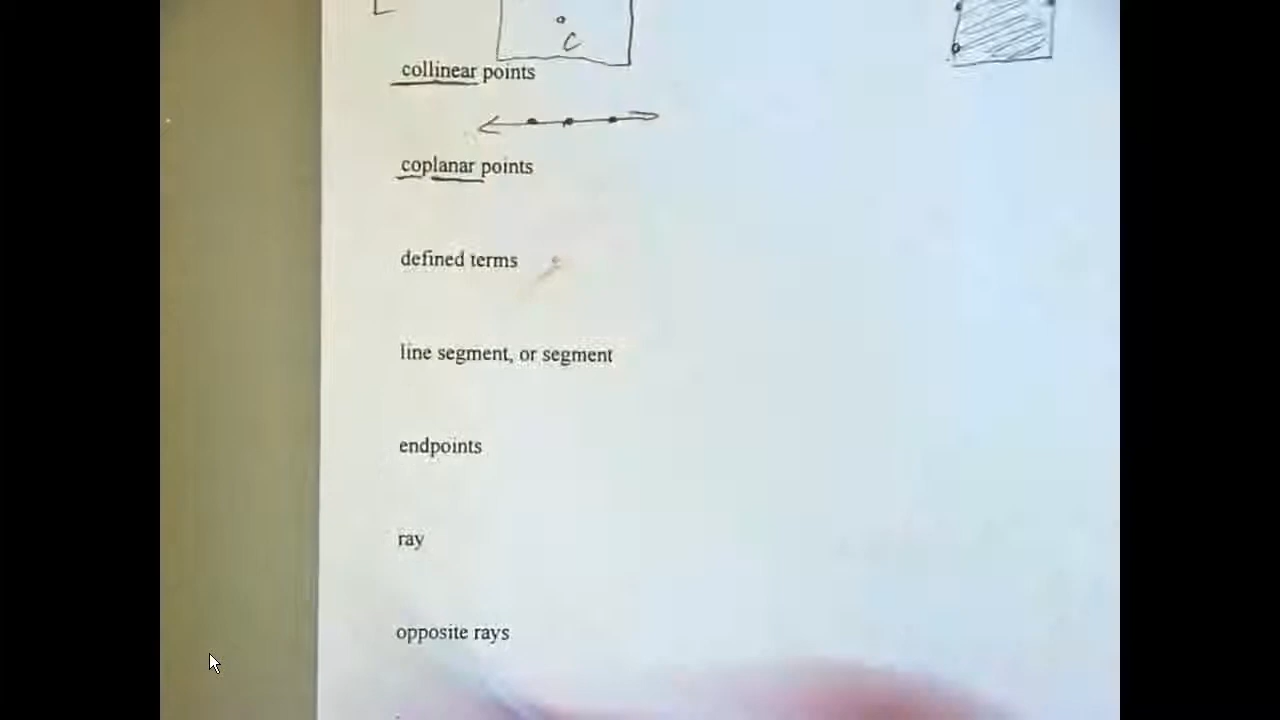 C
collinear points
coplanar points
defined terms
line segment, or segment
endpoints
ray
opposite rays